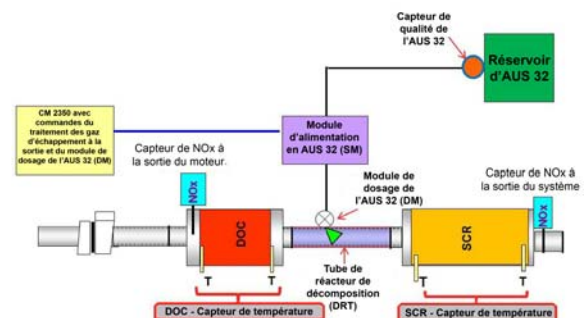 Capteur de
qualité de
l'AUS 32
Réservoir
d'AUS 32
CM 2350 avec
commandes du
traitement des gaz
d'échappement à la
sortie et du module de
dosage de l'AUS 32 (DM)
Module
d'alimentation
en AUS 32 (SM)
Capteur de NOx à
la sortie du moteur.
Module de
dosage de
l'AUS 32 (DM)
Capteur de NOx à
la sortie du système
NOx
NOx
DOC
SCR
T
T
T
T
Tube de
réacteur de
décomposition
(DRT)
DOC - Capteur de température
SCR - Capteur de température